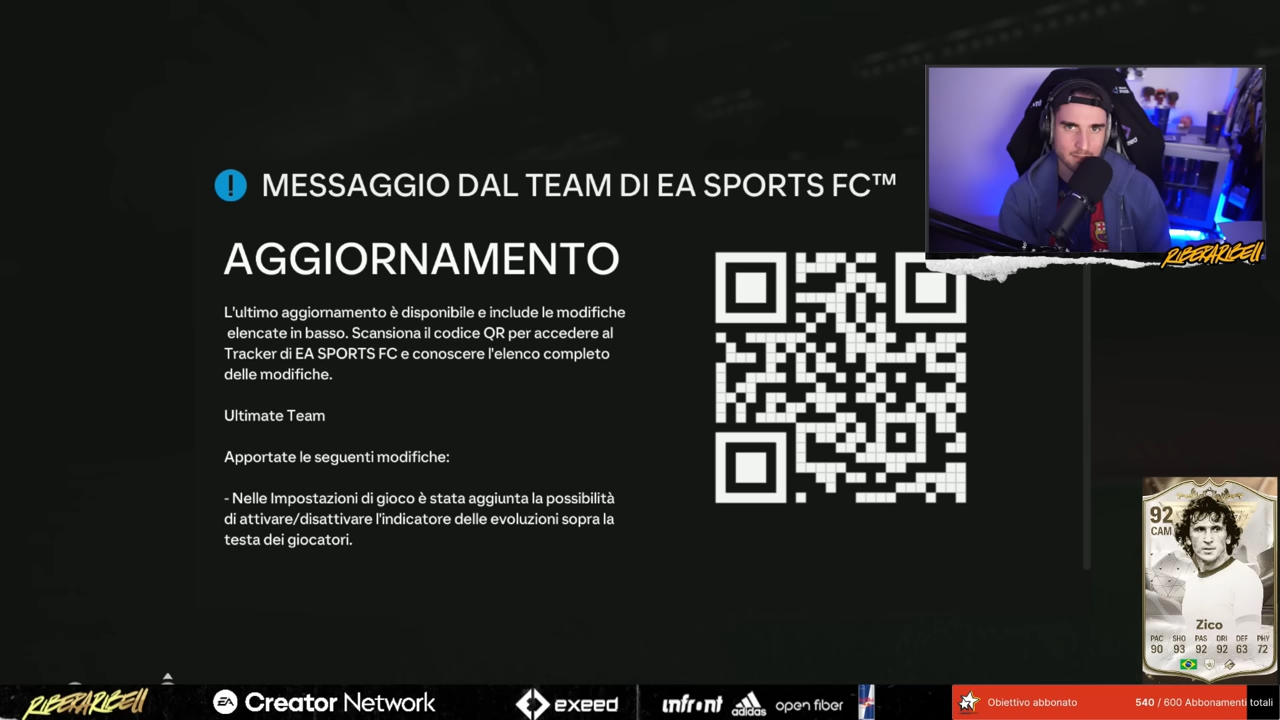 MESSAGGIO DAL TEAM DI EA SPORTS FC™
AGGIORNAMENTO
L'ultimo aggiornamento è disponibile e include le modifiche
elencate in basso. Scansiona il codice QR per accedere al
Tracker di EA SPORTS FC e conoscere l'elenco completo
delle modifiche.
Ultimate Team
Apportate le seguenti modifiche:
- Nelle Impostazioni di gioco è stata aggiunta la possibilità
di attivare/disattivare l'indicatore delle evoluzioni sopra la
testa dei giocatori.
RIBERARIBELL
92
CAM
Zico
PAC SHO PAS DRI DEF PHY
90 93 92 92 63 72
RIBERARIBELL
EA Creator Network
exeed
infront
adidas
open fiber
Obiettivo abbonato
540 / 600 Abbonamenti totali